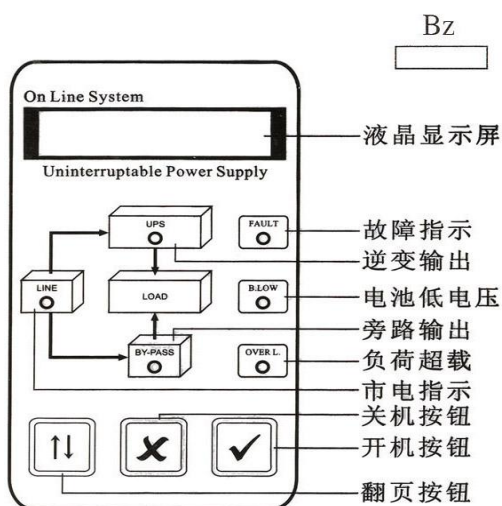 Bz
On Line System
液晶显示屏
Uninterruptable Power Supply
UPS
FAULT
故障指示
逆变输出
LINE
LOAD
B.LOW
电池低电压
旁路输出
BY-PASS
OVER L.
负荷超载
市电指示
关机按钮
开机按钮
翻页按钮